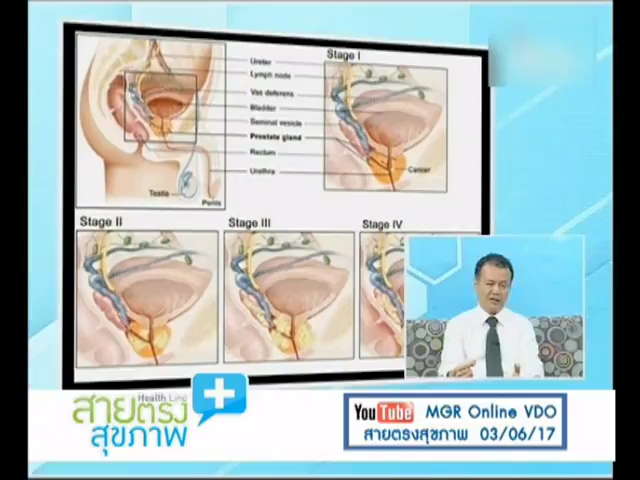 Stage I
Ureter
Lymph node
Vas deferens
Bladder
Seminal vesicle
Prostate gland
Rectum
Urethra
Cancer
Testis
Penis
Stage II
Stage III
Stage IV
Health Line
สายตรง
สุขภาพ
YouTube MGR Online VDO
สายตรงสุขภาพ 03/06/17